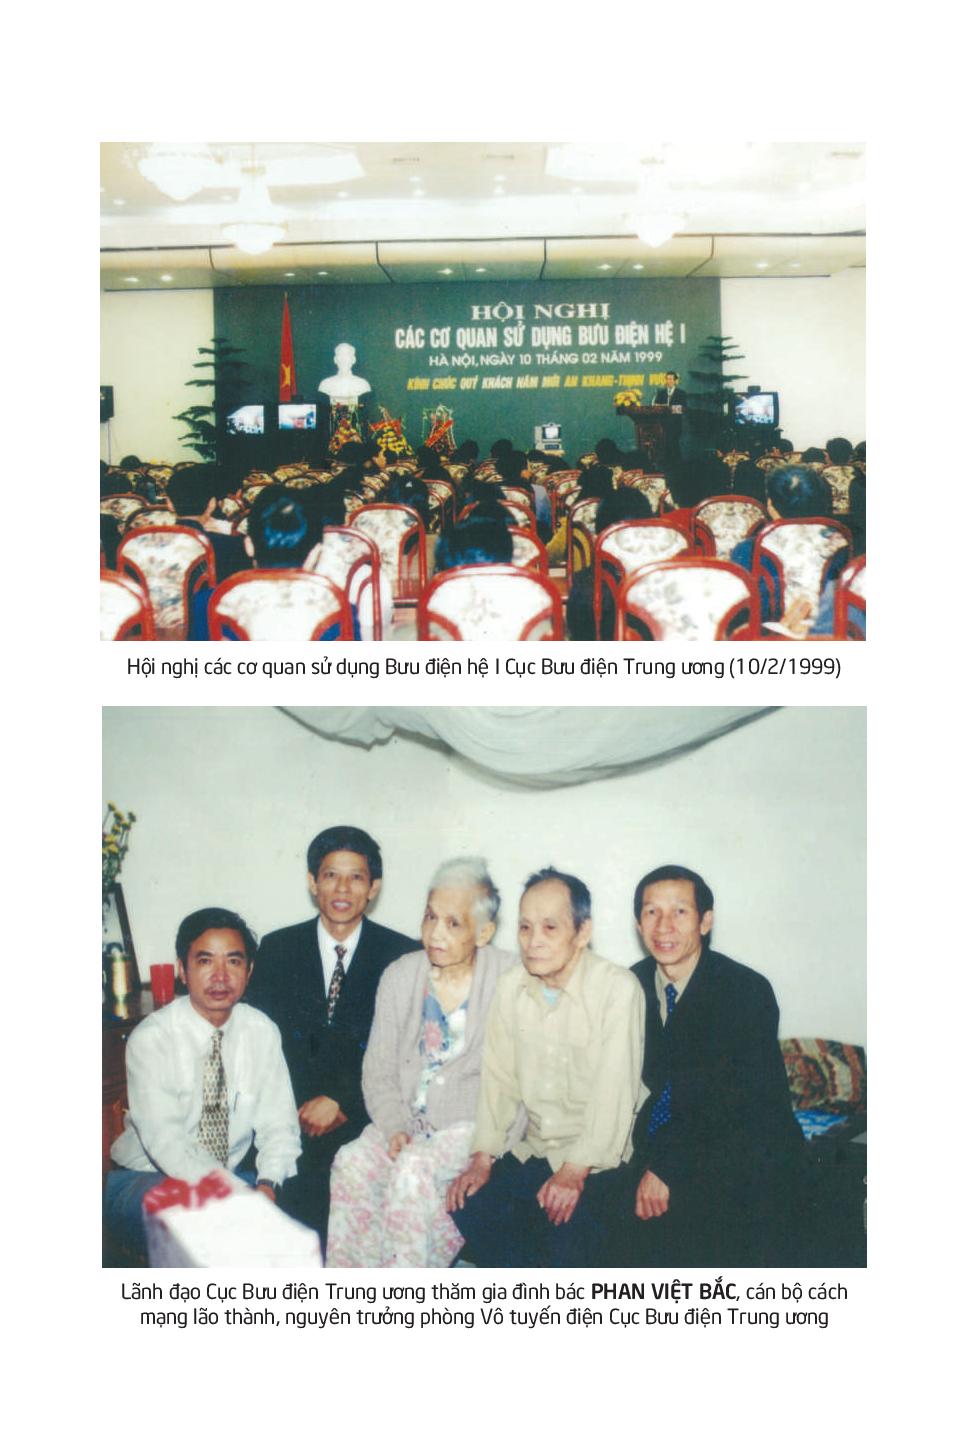 HỘI NGHỊ
CÁC CƠ QUAN SỬ DỤNG BƯU ĐIỆN HỆ I
HÀ NỘI, NGÀY 10 THÁNG 02 NĂM 1999
KÍNH CHÚC QUÝ KHÁCH NĂM MỚI AN KHANG-THỊNH VƯỢNG
Hội nghị các cơ quan sử dụng Bưu điện hệ I Cục Bưu điện Trung ương (10/2/1999)
Lãnh đạo Cục Bưu điện Trung ương thăm gia đình bác PHAN VIỆT BẮC, cán bộ cách
mạng lão thành, nguyên trưởng phòng Vô tuyến điện Cục Bưu điện Trung ương